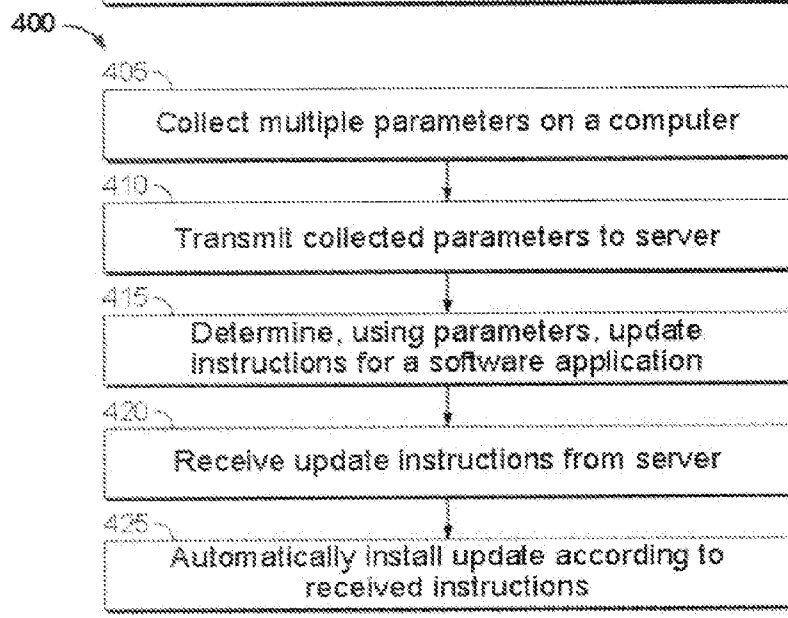 400
405
Collect multiple parameters on a computer
410
Transmit collected parameters to server
415
Determine, using parameters, update
instructions for a software application
420
Receive update instructions from server
425
Automatically install update according to
received instructions